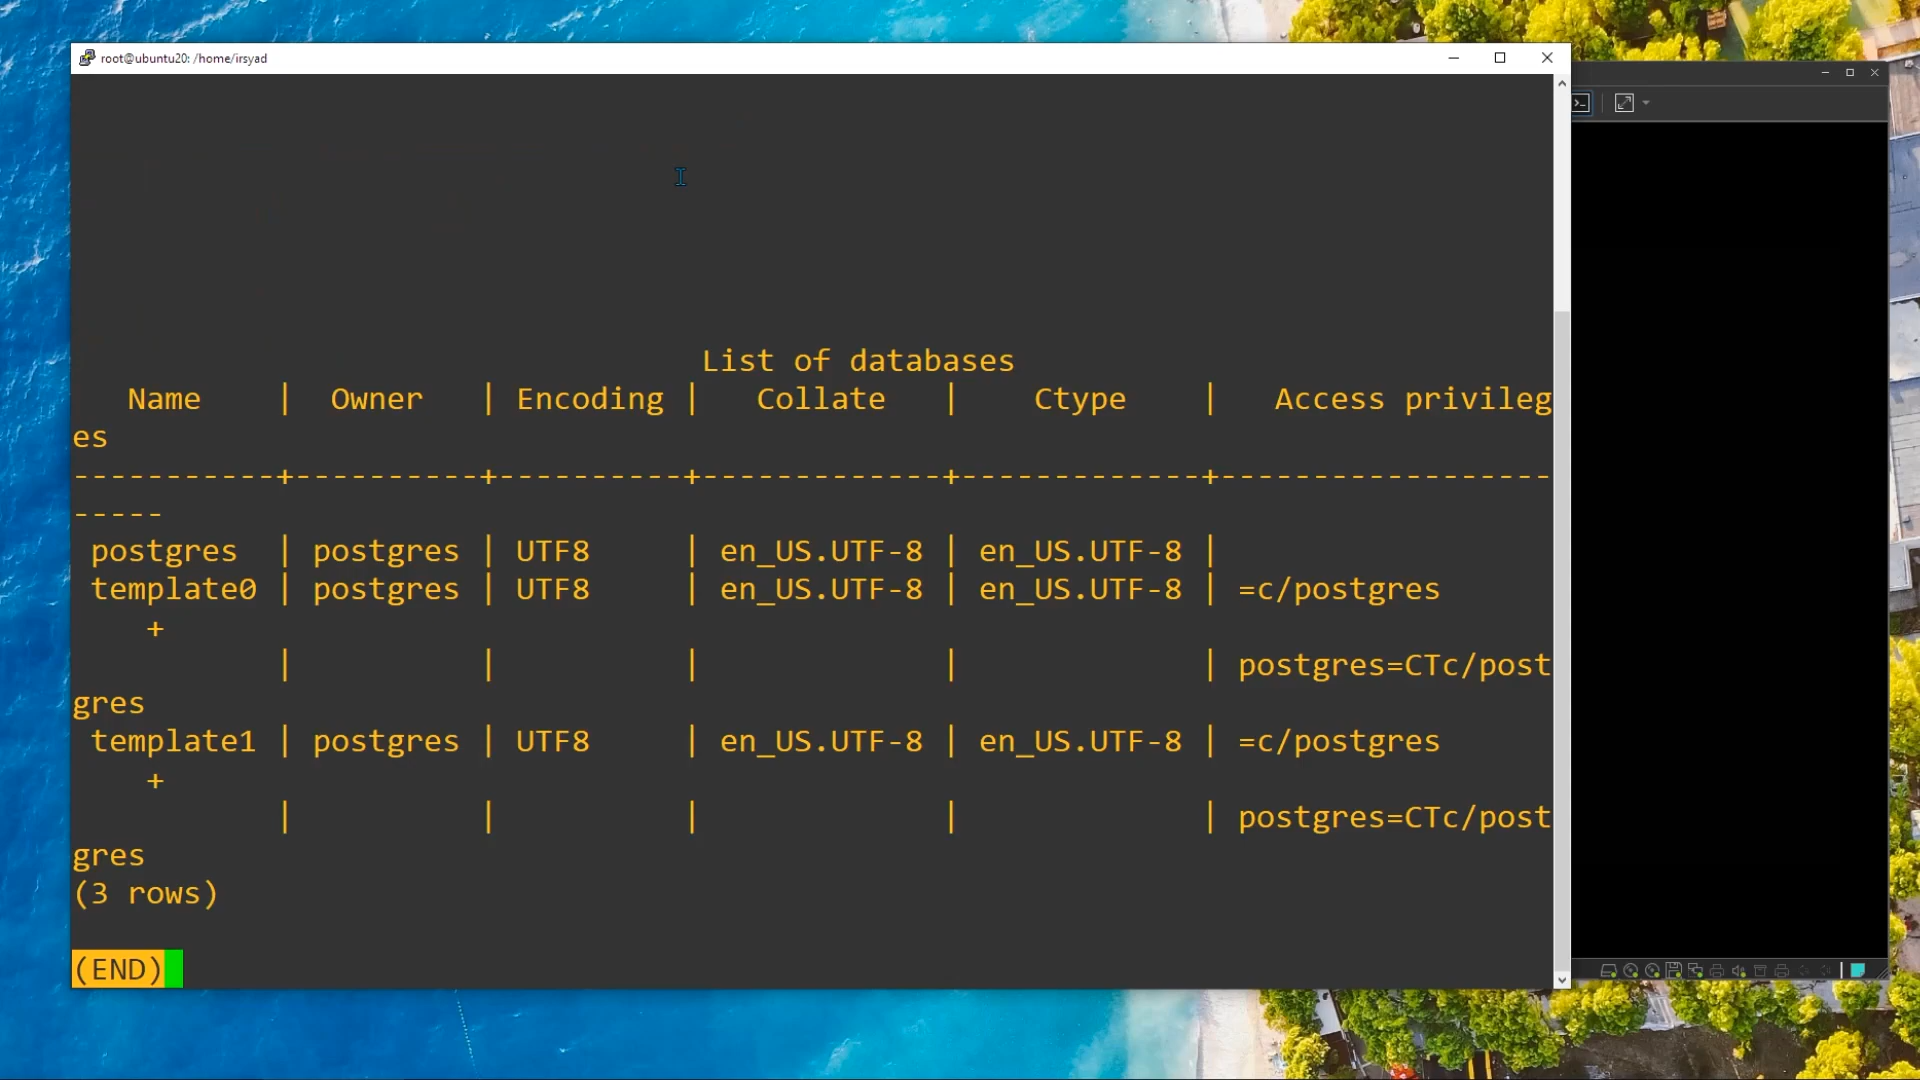 root@ubuntu20: /home/irsyad
List of databases
Name | Owner | Encoding | Collate | Ctype | Access privileg
es
-----------+----------+----------+-------------+-------------+------------------
-----
postgres | postgres | UTF8 | en_US.UTF-8 | en_US.UTF-8 |
template0 | postgres | UTF8 | en_US.UTF-8 | en_US.UTF-8 | =c/postgres
+
| | | | | postgres=CTc/post
gres
template1 | postgres | UTF8 | en_US.UTF-8 | en_US.UTF-8 | =c/postgres
+
| | | | | postgres=CTc/post
gres
(3 rows)
(END)